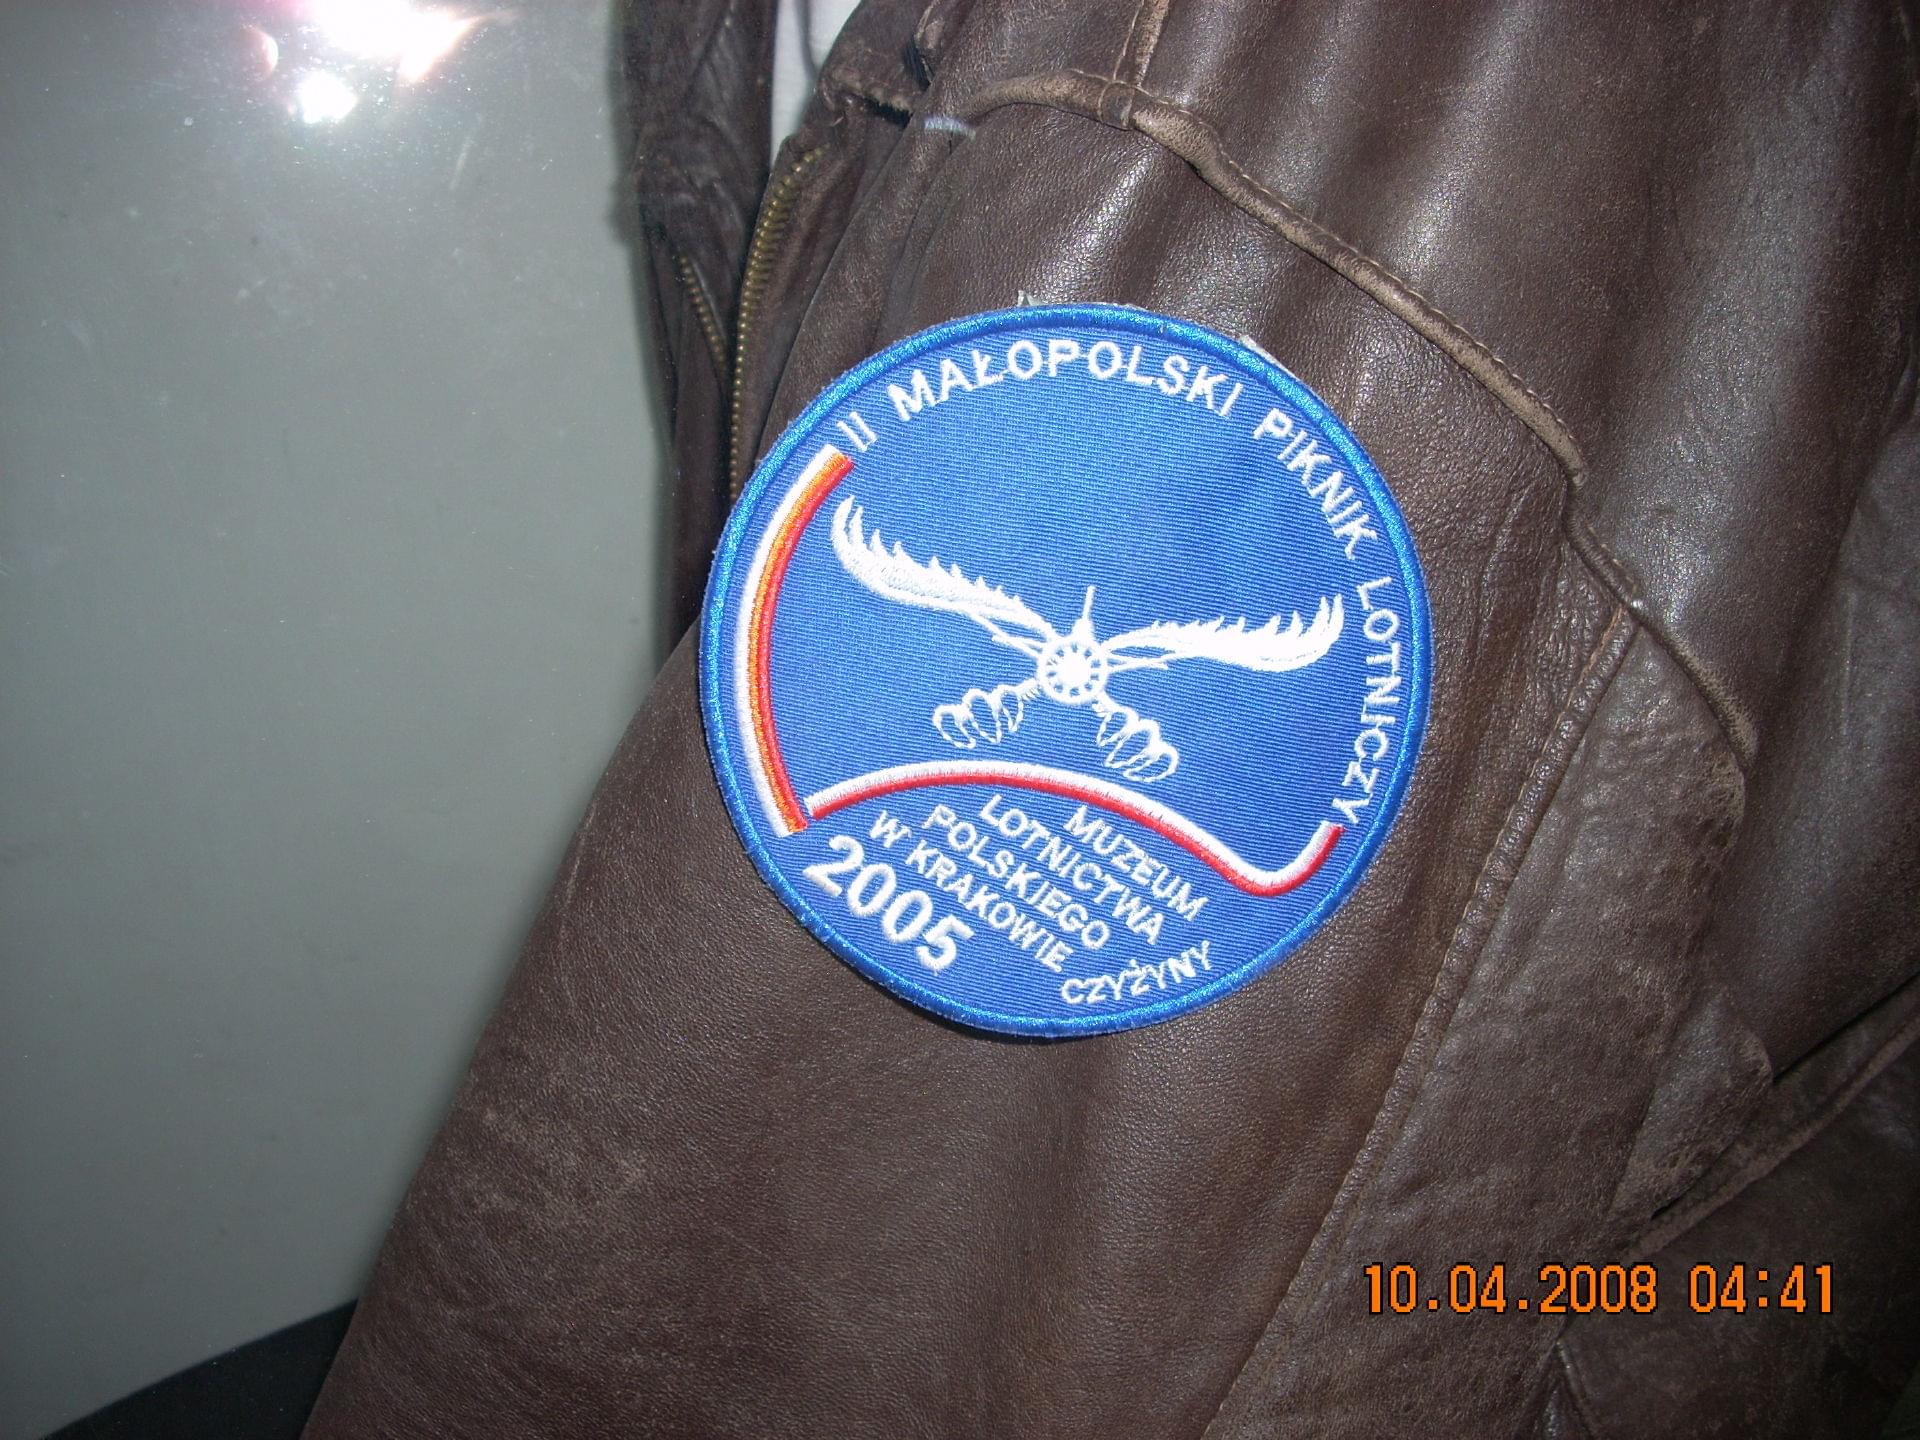 II MAŁOPOLSKI PIKNIK LOTNICZY
MUZEUM
LOTNICTWA
POLSKIEGO
W KRAKOWIE
CZYŻYNY
2005
10.04.2008 04:41